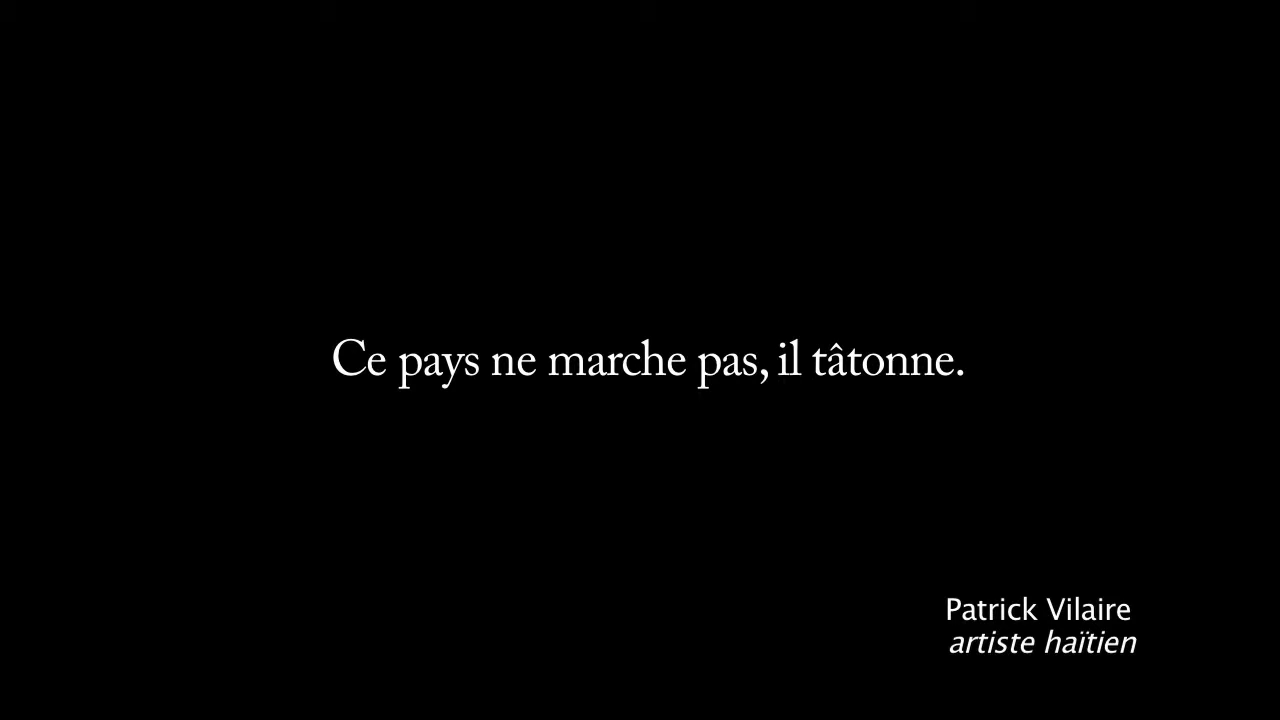 Ce pays ne marche pas, il tâtonne.
Patrick Vilaire
artiste haïtien